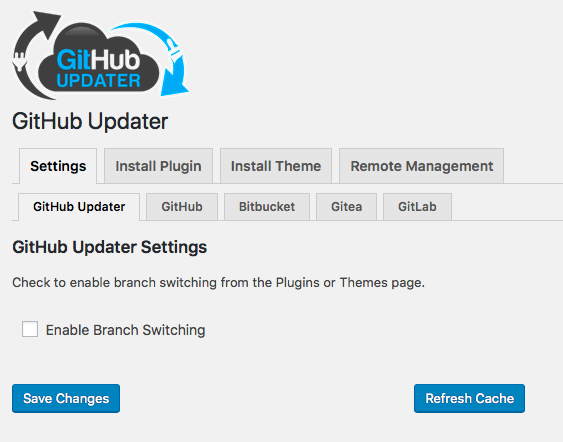 GitHub
UPDATER
GitHub Updater
Settings Install Plugin Install Theme Remote Management
GitHub Updater GitHub Bitbucket Gitea GitLab
GitHub Updater Settings
Check to enable branch switching from the Plugins or Themes page.
Enable Branch Switching
Save Changes Refresh Cache